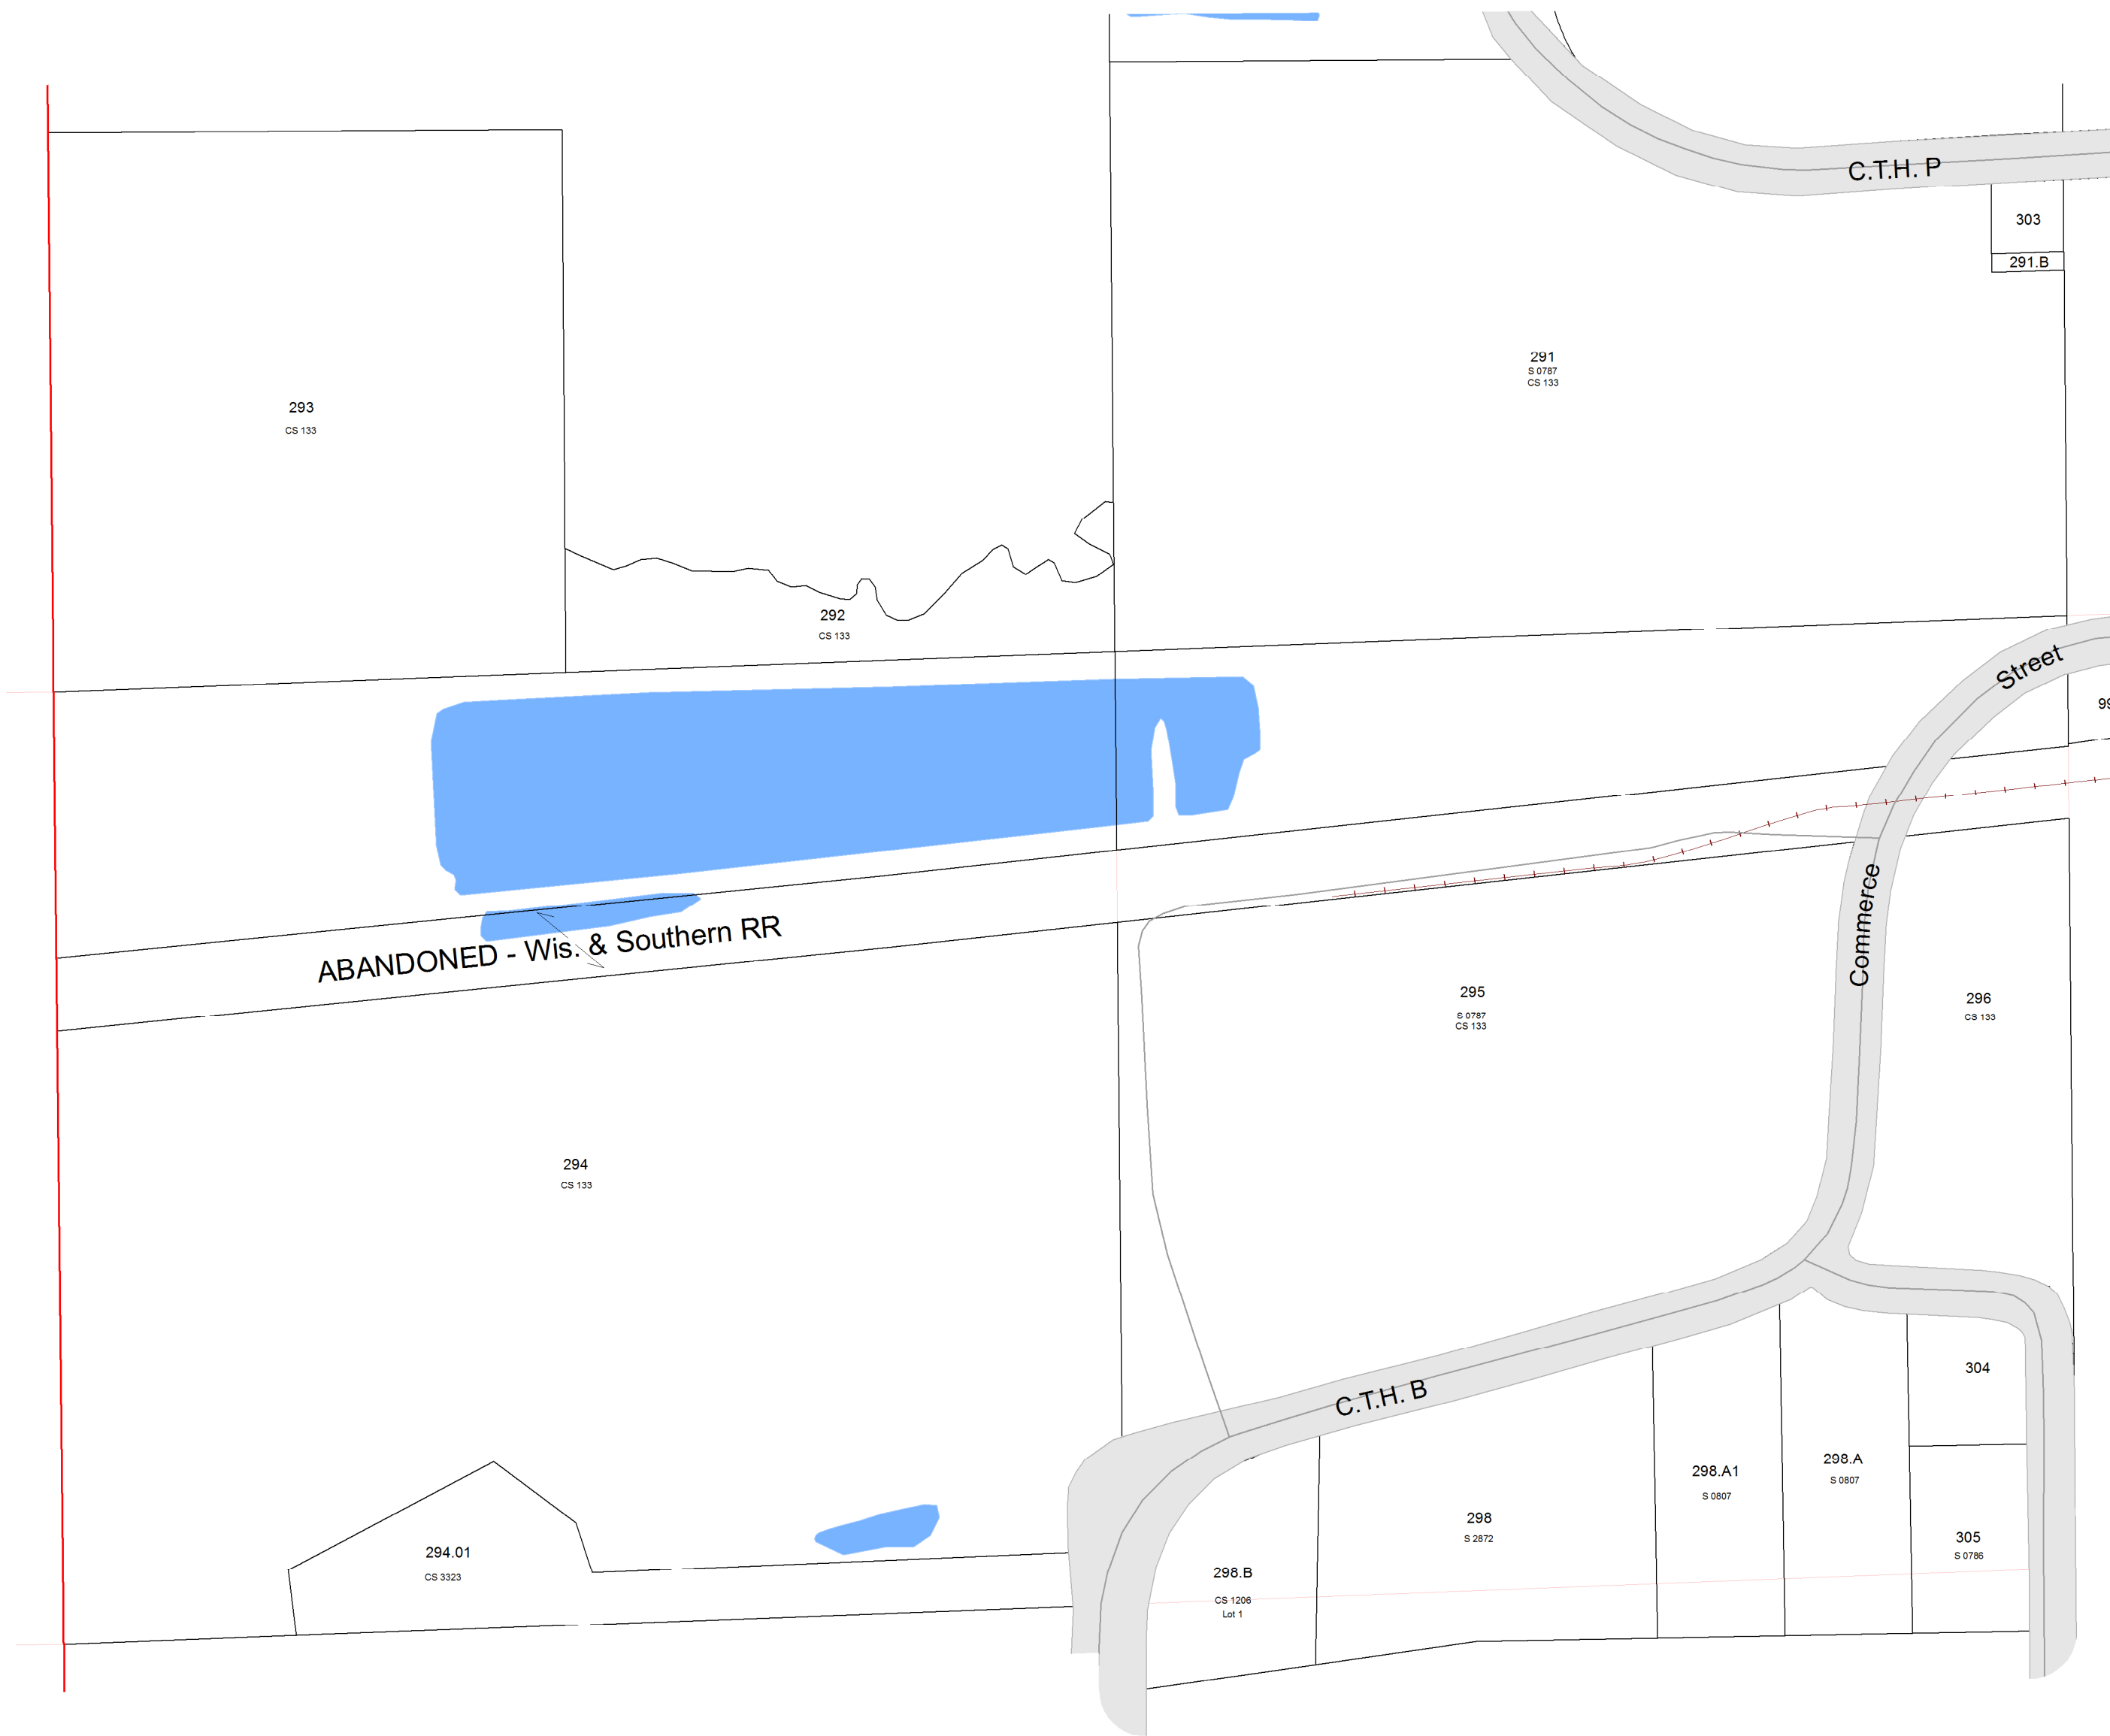 C.T.H. P
303
291.B
291
S 0787
CS 133
293
CS 133
292
CS 133
Street
99
ABANDONED - Wis. & Southern RR
Commerce
295
S 0787
CS 133
296
CS 133
294
CS 133
C.T.H. B
304
298.A
S 0807
298.A1
S 0807
298
S 2872
305
S 0786
294.01
CS 3323
298.B
CS 1206
Lot 1